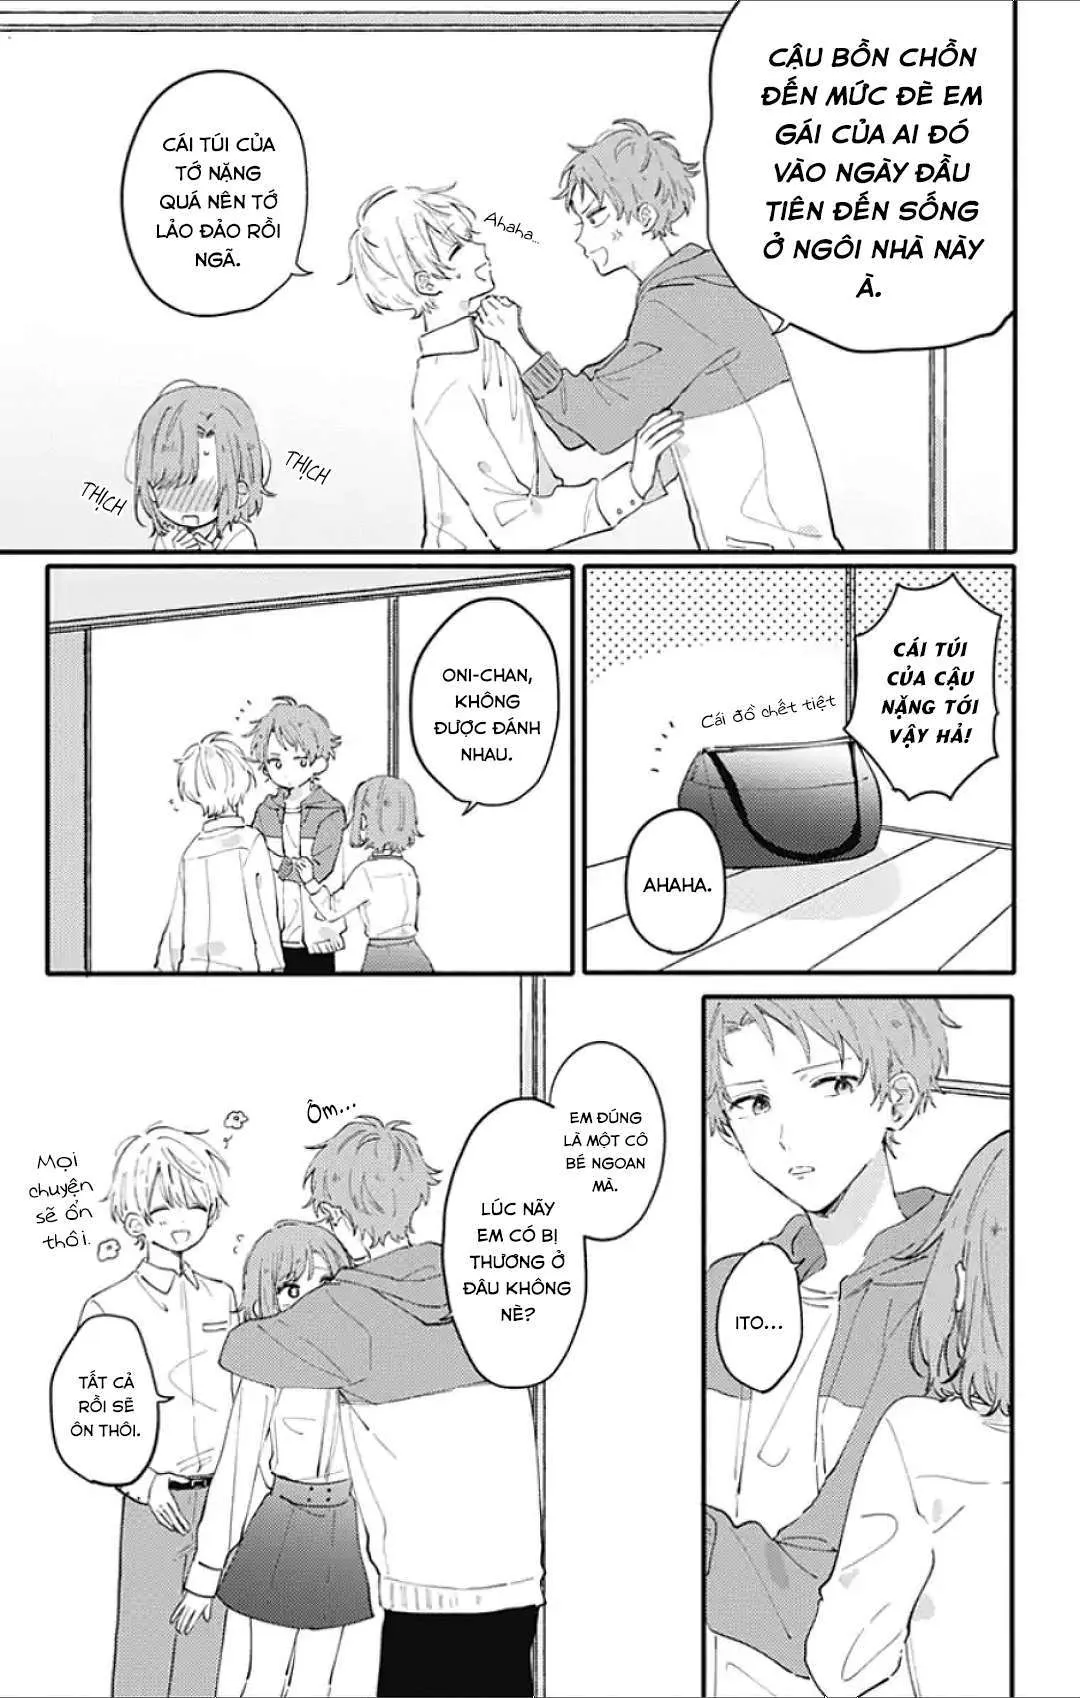 CẬU BỒN CHỒN
ĐẾN MỨC ĐÈ EM
GÁI CỦA AI ĐÓ
VÀO NGÀY ĐẦU
TIÊN ĐẾN SỐNG
Ở NGÔI NHÀ NÀY
À.
Ahaha...
CÁI TÚI CỦA
TỚ NẶNG
QUÁ NÊN TỚ
LẢO ĐẢO RỒI
NGÃ.
THỊCH
THỊCH
CÁI TÚI
CỦA CẬU
NẶNG TỚI
VẬY HẢ!
Cái đồ chết tiệt
AHAHA.
ONI-CHAN,
KHÔNG
ĐƯỢC ĐÁNH
NHAU.
ITO...
EM ĐÚNG
LÀ MỘT CÔ
BÉ NGOAN
MÀ.
LÚC NÃY
EM CÓ BỊ
THƯƠNG Ở
ĐÂU KHÔNG
NÈ?
Ôm...
Mọi
chuyện
sẽ ổn
thôi.
TẤT CẢ
RỒI SẼ
ÔN THÔI.